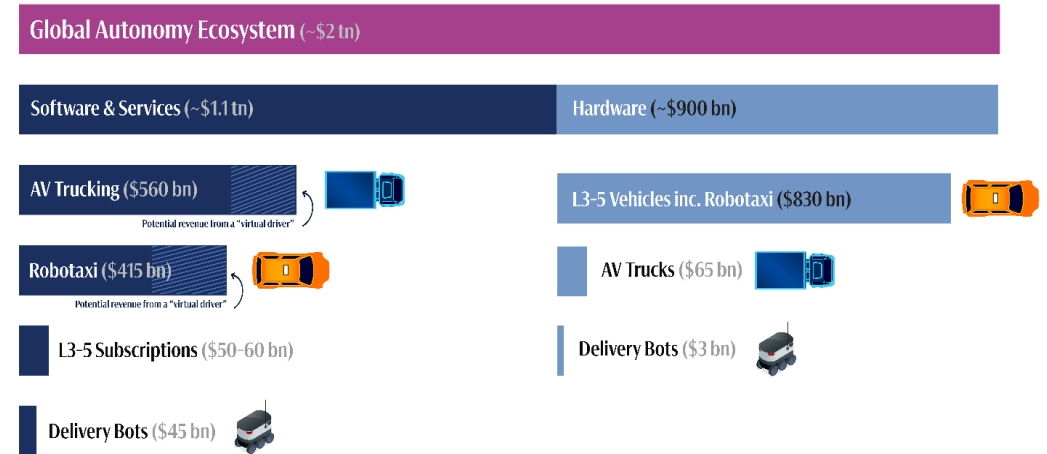 Global Autonomy Ecosystem (~$2 tn)
Software & Services (~$1.1 tn)
Hardware (~$900 bn)
AV Trucking ($560 bn)
Potential revenue from a "virtual driver"
L3-5 Vehicles inc. Robotaxi ($830 bn)
Robotaxi ($415 bn)
Potential revenue from a "virtual driver"
AV Trucks ($65 bn)
L3-5 Subscriptions ($50-60 bn)
Delivery Bots ($3 bn)
Delivery Bots ($45 bn)